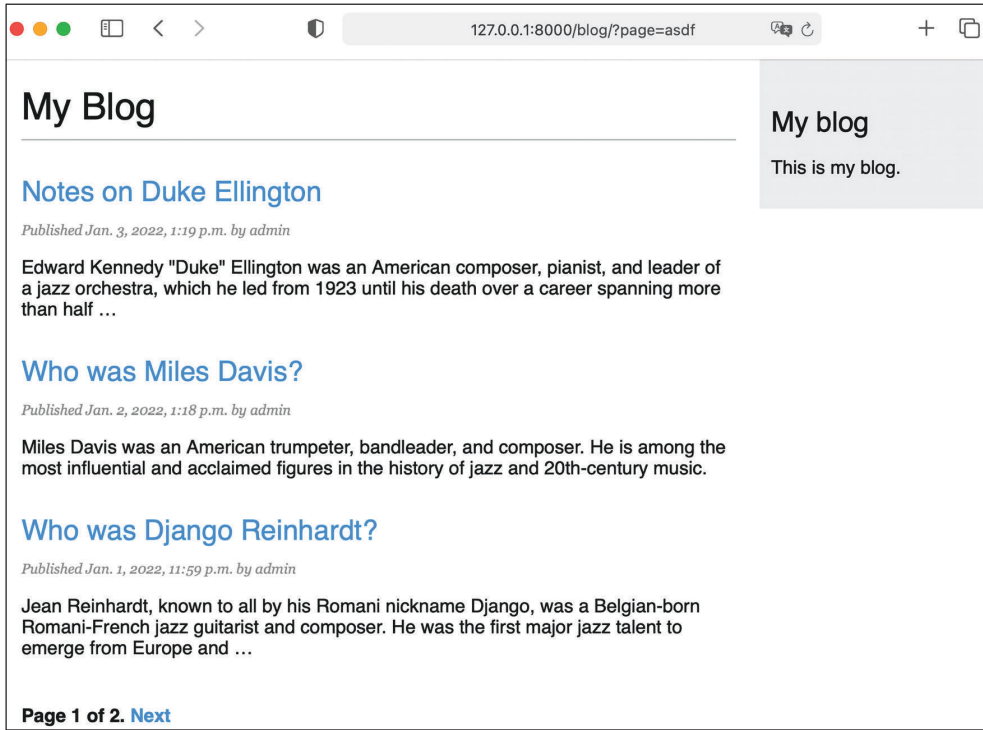 127.0.0.1:8000/blog/?page=asdf
My Blog
Notes on Duke Ellington
Published Jan. 3, 2022, 1:19 p.m. by admin
Edward Kennedy "Duke" Ellington was an American composer, pianist, and leader of
a jazz orchestra, which he led from 1923 until his death over a career spanning more
than half …
Who was Miles Davis?
Published Jan. 2, 2022, 1:18 p.m. by admin
Miles Davis was an American trumpeter, bandleader, and composer. He is among the
most influential and acclaimed figures in the history of jazz and 20th-century music.
Who was Django Reinhardt?
Published Jan. 1, 2022, 11:59 p.m. by admin
Jean Reinhardt, known to all by his Romani nickname Django, was a Belgian-born
Romani-French jazz guitarist and composer. He was the first major jazz talent to
emerge from Europe and …
Page 1 of 2. Next
My blog
This is my blog.